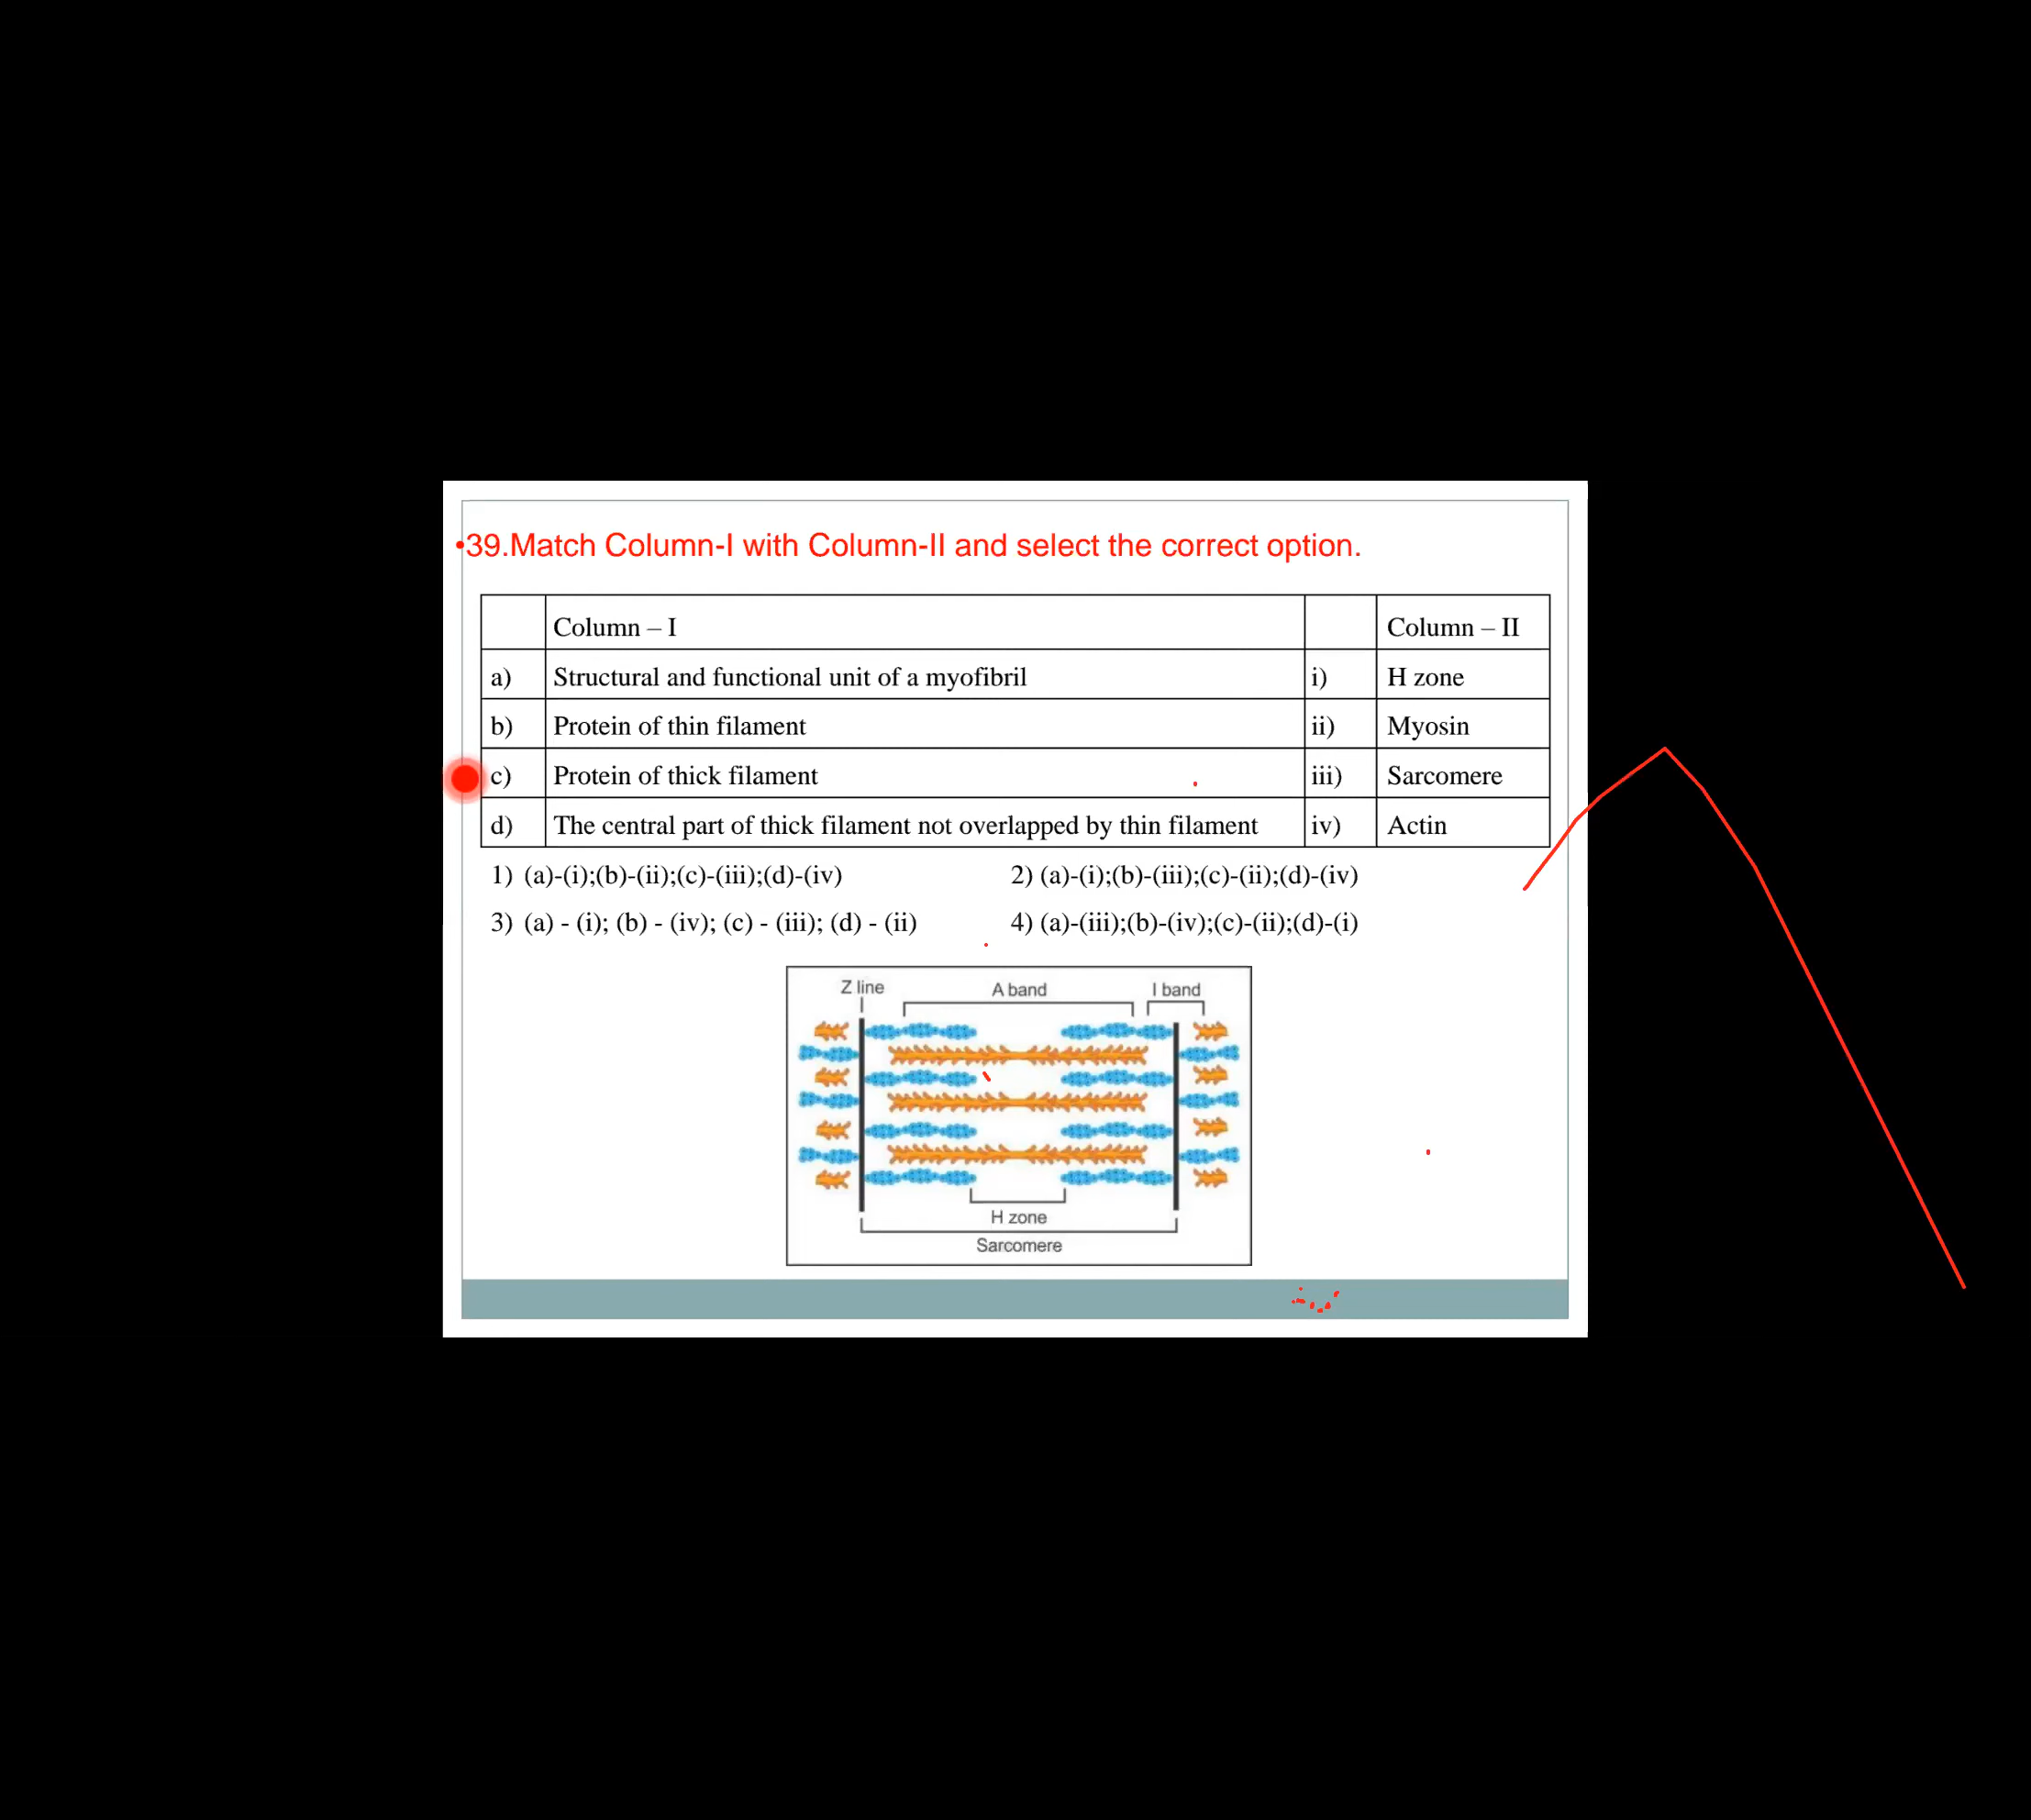 •39.Match Column-I with Column-II and select the correct option.
Column – I Column – II
a) Structural and functional unit of a myofibril i) H zone
b) Protein of thin filament ii) Myosin
c) Protein of thick filament iii) Sarcomere
d) The central part of thick filament not overlapped by thin filament iv) Actin
1) (a)-(i);(b)-(ii);(c)-(iii);(d)-(iv) 2) (a)-(i);(b)-(iii);(c)-(ii);(d)-(iv)
3) (a) - (i); (b) - (iv); (c) - (iii); (d) - (ii) 4) (a)-(iii);(b)-(iv);(c)-(ii);(d)-(i)
Z line A band I band
H zone
Sarcomere